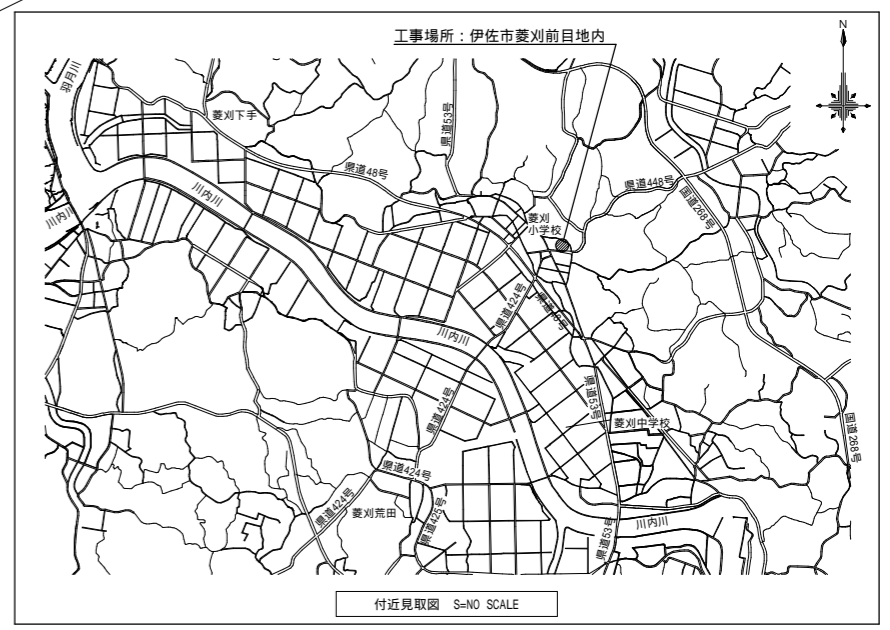 工事場所：伊佐市菱刈前目地内
N
羽月川
菱刈下手
県道53号
県道48号
川内川
川内川
県道448号
国道268号
菱刈
小学校
県道424号
県道48号
川内川
県道53号
県道424号
菱刈中学校
国道268号
県道424号
県道424号
菱刈荒田
県道425号
川内川
県道53号
付近見取図 S=NO SCALE